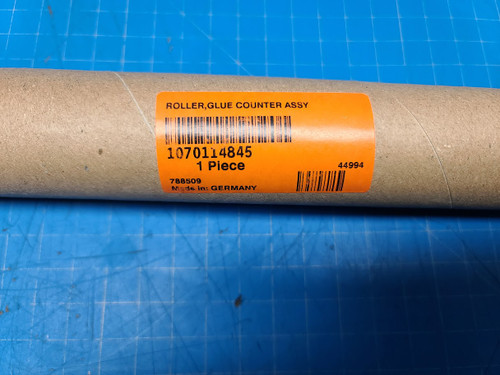 ROLLER,GLUE COUNTER ASSY
1070114845
1 Piece
44994
788509
Made in: GERMANY